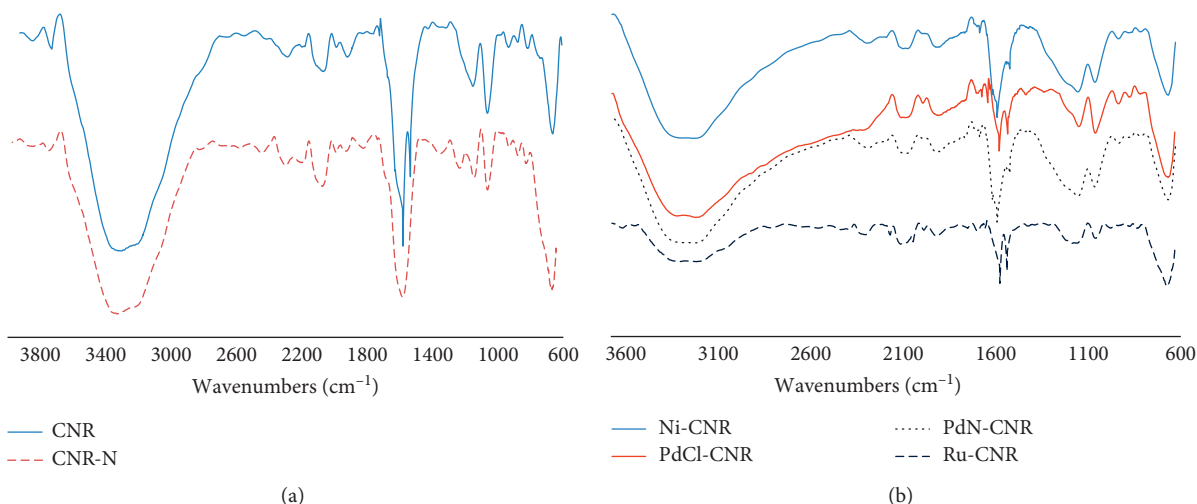 3800 3400 3000 2600 2200 1800 1400 1000 600
Wavenumbers (cm⁻¹)
CNR
CNR-N
(a)
3600 3100 2600 2100 1600 1100 600
Wavenumbers (cm⁻¹)
Ni-CNR PdN-CNR
PdCl-CNR Ru-CNR
(b)